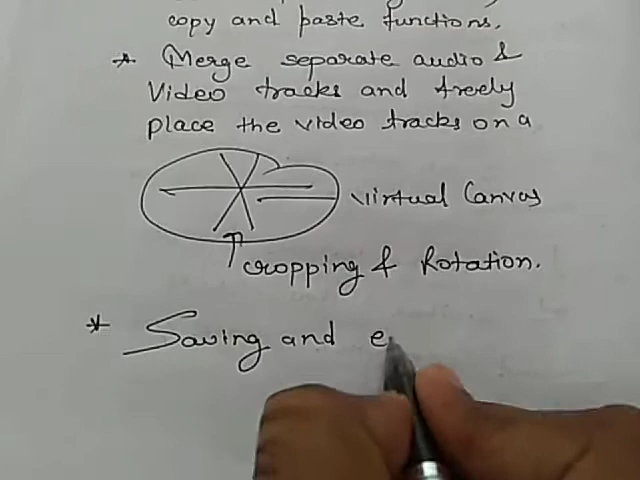 copy and paste functions.
* Merge separate audio &
Video tracks and freely
place the video tracks on a
virtual Canvas
cropping & Rotation.
* Saving and e